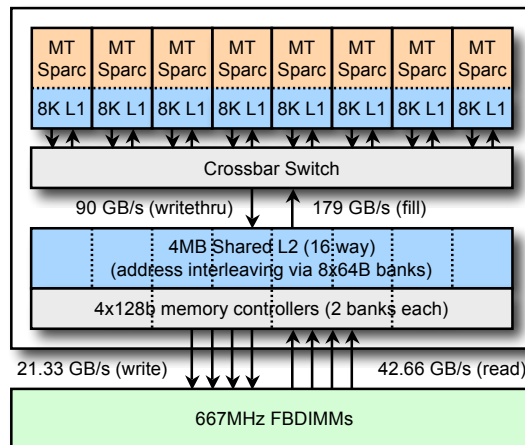 MT MT MT MT MT MT MT MT
Sparc Sparc Sparc Sparc Sparc Sparc Sparc Sparc
8K L1 8K L1 8K L1 8K L1 8K L1 8K L1 8K L1 8K L1
Crossbar Switch
90 GB/s (writethru) 179 GB/s (fill)
4MB Shared L2 (16 way)
(address interleaving via 8x64B banks)
4x128b memory controllers (2 banks each)
21.33 GB/s (write) 42.66 GB/s (read)
667MHz FBDIMMs